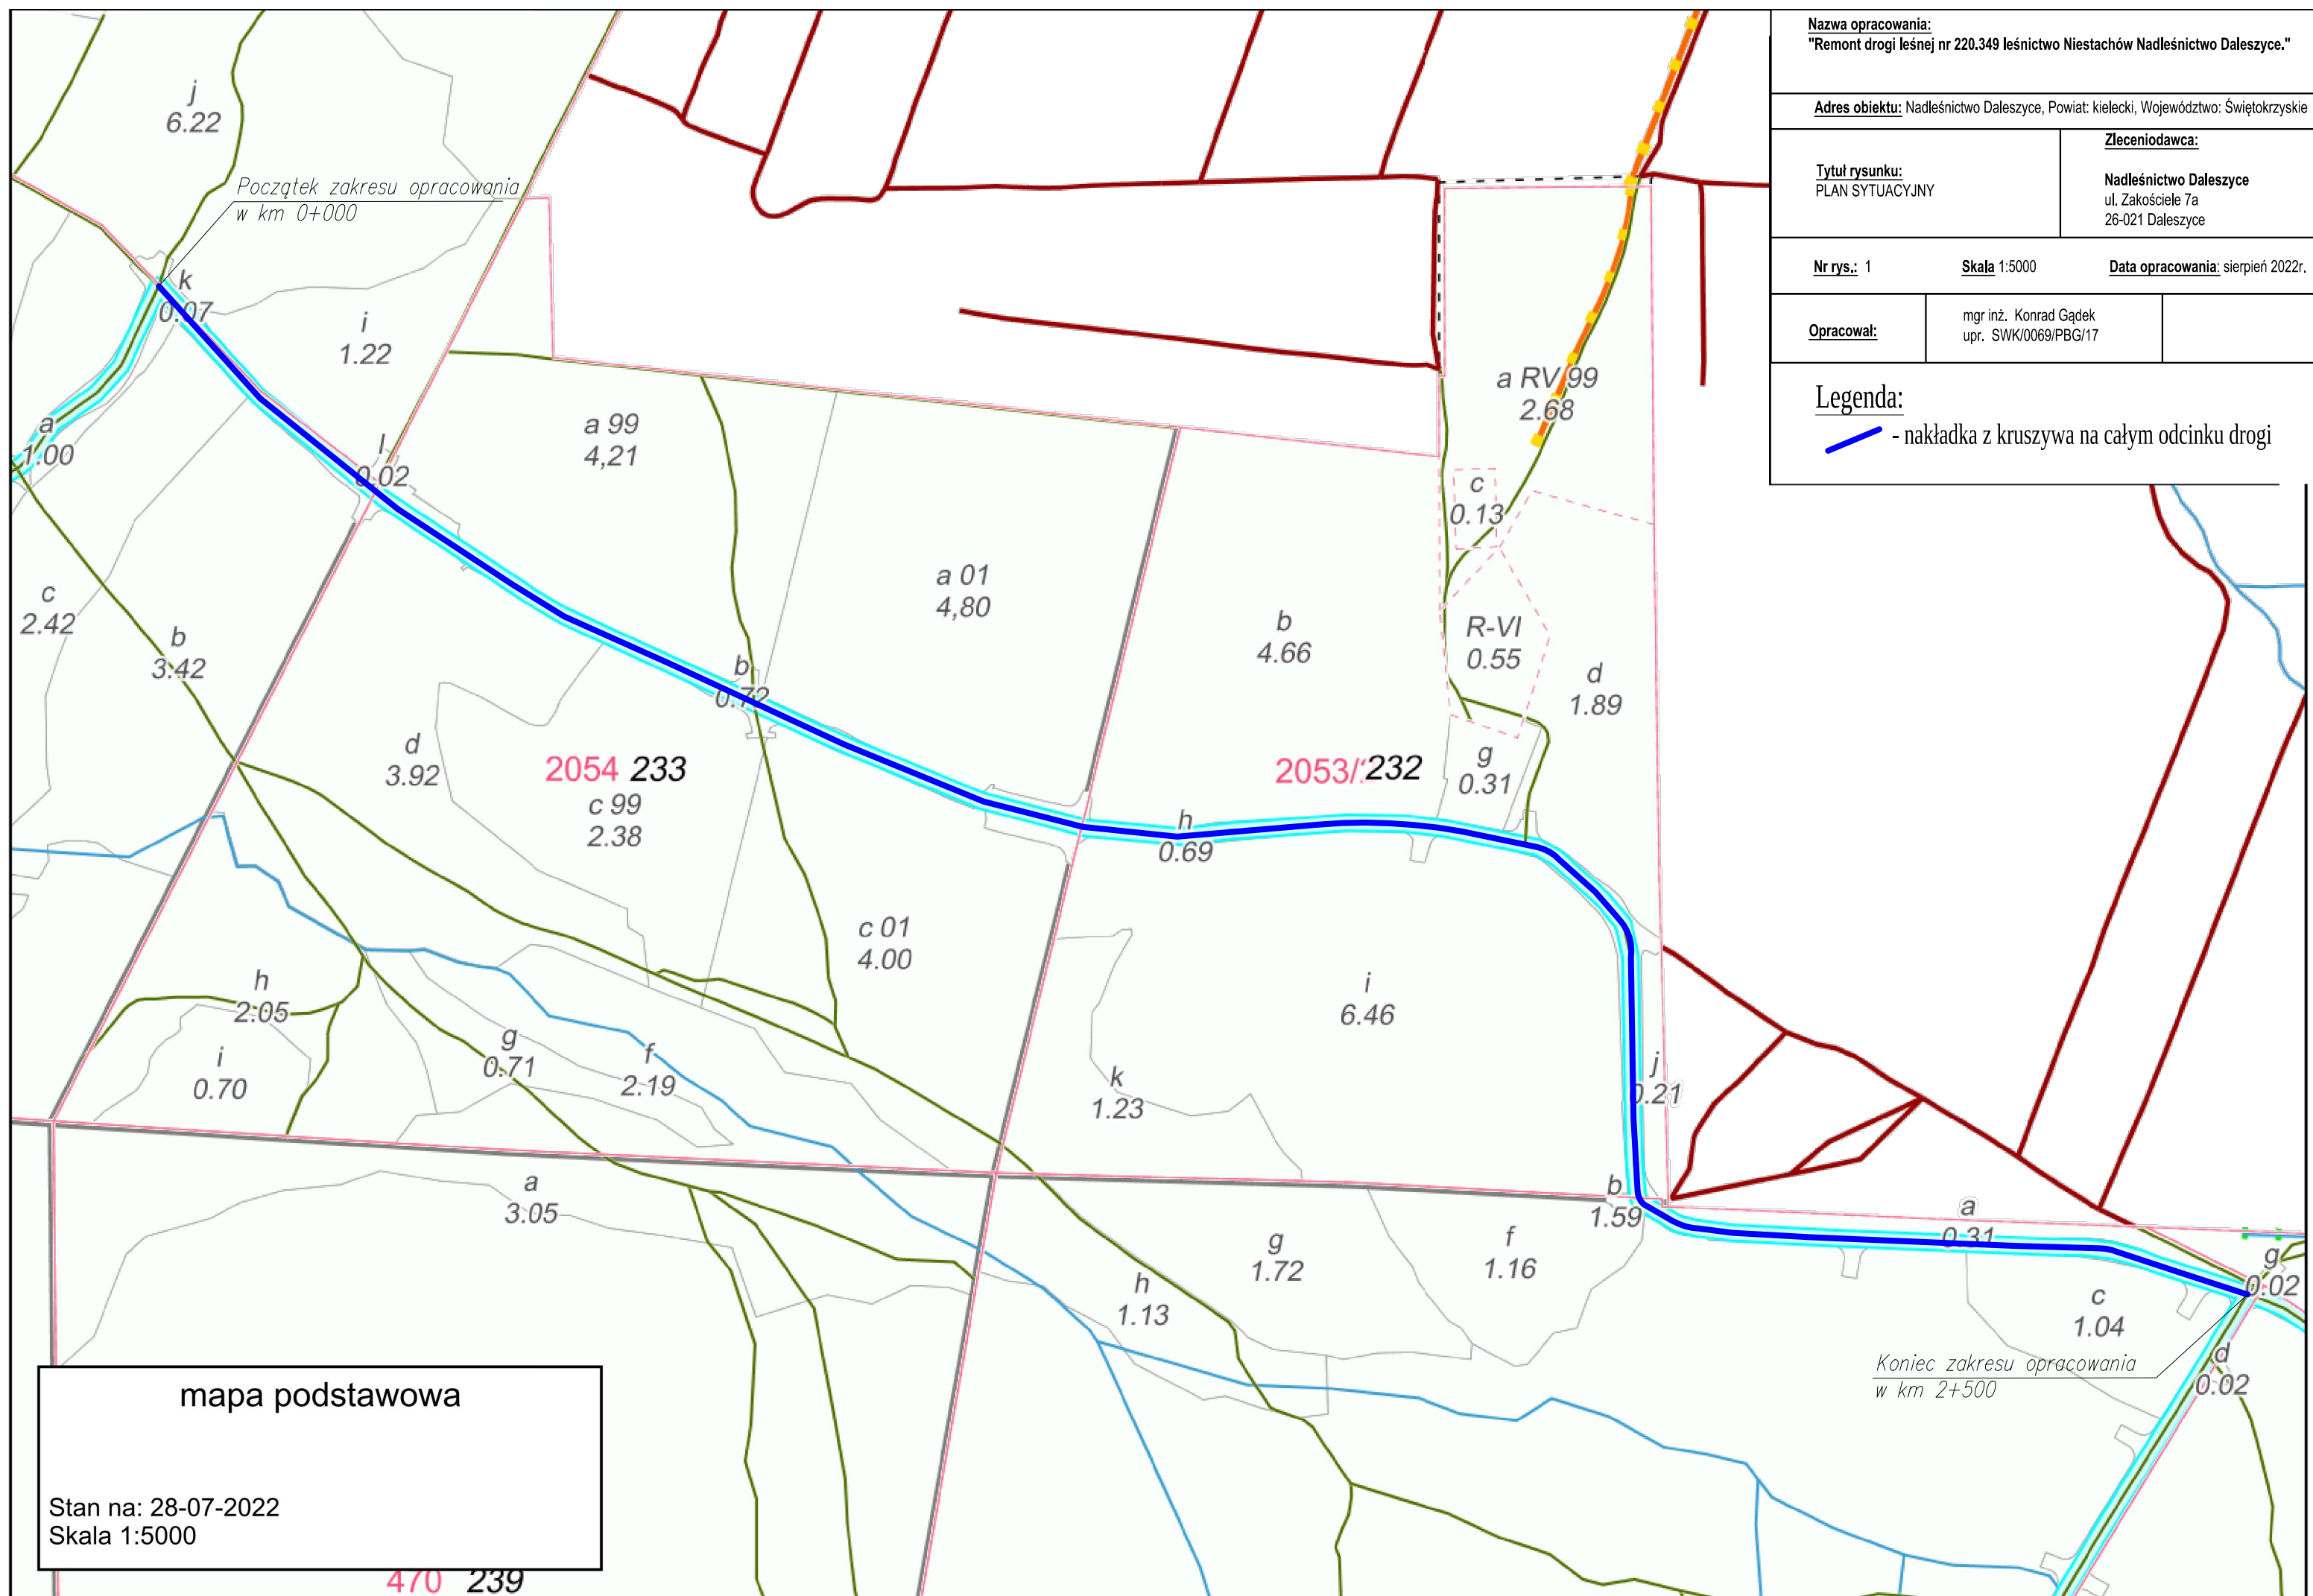 Nazwa opracowania:
"Remont drogi leśnej nr 220.349 leśnictwo Niestachów Nadleśnictwo Daleszyce."
Adres obiektu: Nadleśnictwo Daleszyce, Powiat: kielecki, Województwo: Świętokrzyskie
Tytuł rysunku:
PLAN SYTUACYJNY
Zleceniodawca:
Nadleśnictwo Daleszyce
ul. Zakościele 7a
26-021 Daleszyce
Nr rys.: 1 Skala 1:5000 Data opracowania: sierpień 2022r.
Opracował:
mgr inż. Konrad Gądek
upr. SWK/0069/PBG/17
Legenda:
- nakładka z kruszywa na całym odcinku drogi
j
6.22
Początek zakresu opracowania
w km 0+000
k
0.07
i
1.22
a
1.00
l
0.02
a 99
4,21
a RV 99
2.68
c
0.13
a 01
4,80
c
2.42
b
3.42
b
4.66
R-VI
0.55
d
1.89
b
0.72
d
3.92
2054 233
c 99
2.38
2053/ 232
g
0.31
h
0.69
c 01
4.00
h
2.05
i
6.46
i
0.70
g
0.71
f
2.19
k
1.23
j
0.21
a
3.05
b
1.59
a
0.31
g
1.72
f
1.16
h
1.13
g
0.02
c
1.04
d
0.02
Koniec zakresu opracowania
w km 2+500
mapa podstawowa
Stan na: 28-07-2022
Skala 1:5000
470 239